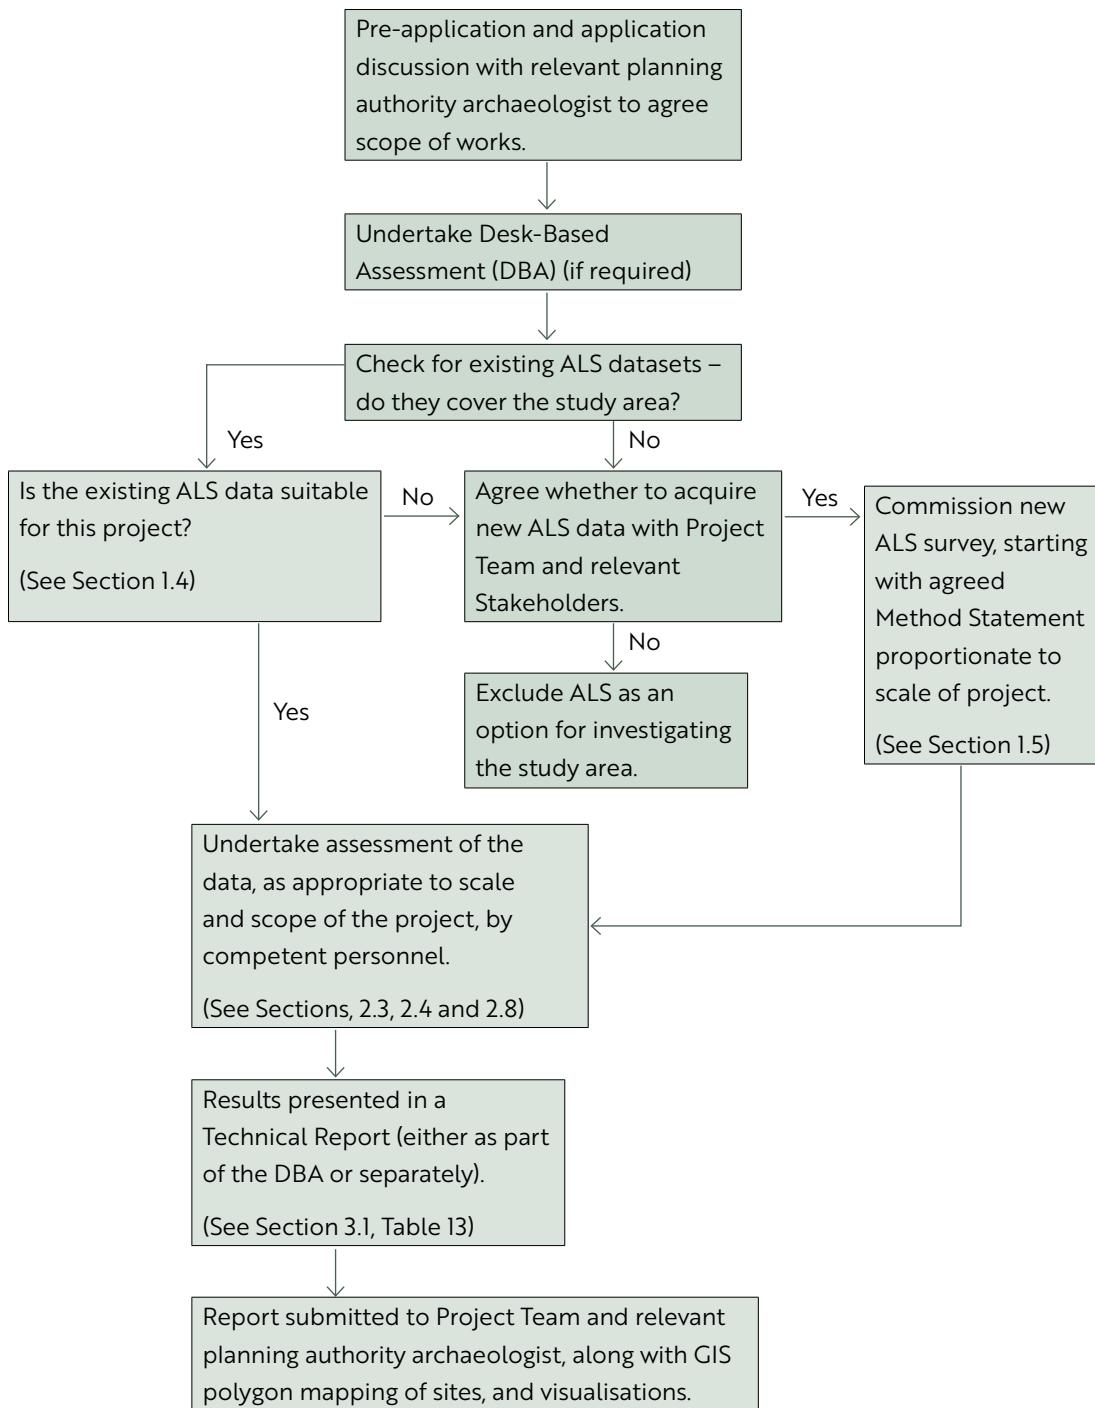 Pre-application and application
discussion with relevant planning
authority archaeologist to agree
scope of works.
Undertake Desk-Based
Assessment (DBA) (if required)
Check for existing ALS datasets –
do they cover the study area?
Yes
No
Is the existing ALS data suitable
for this project?
(See Section 1.4)
No
Agree whether to acquire
new ALS data with Project
Team and relevant
Stakeholders.
Yes
Commission new
ALS survey, starting
with agreed
Method Statement
proportionate to
scale of project.
(See Section 1.5)
No
Exclude ALS as an
option for investigating
the study area.
Yes
Undertake assessment of the
data, as appropriate to scale
and scope of the project, by
competent personnel.
(See Sections, 2.3, 2.4 and 2.8)
Results presented in a
Technical Report (either as part
of the DBA or separately).
(See Section 3.1, Table 13)
Report submitted to Project Team and relevant
planning authority archaeologist, along with GIS
polygon mapping of sites, and visualisations.